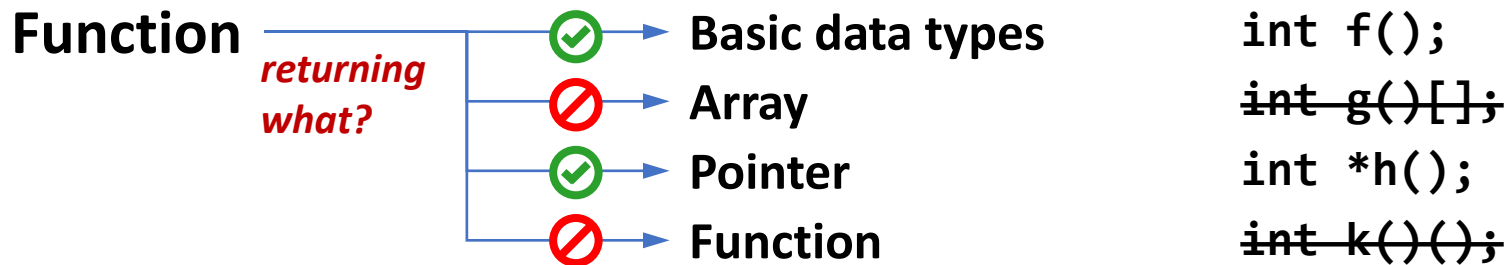 Function
returning
what?
Basic data types int f();
Array int g()[];
Pointer int *h();
Function int k()();